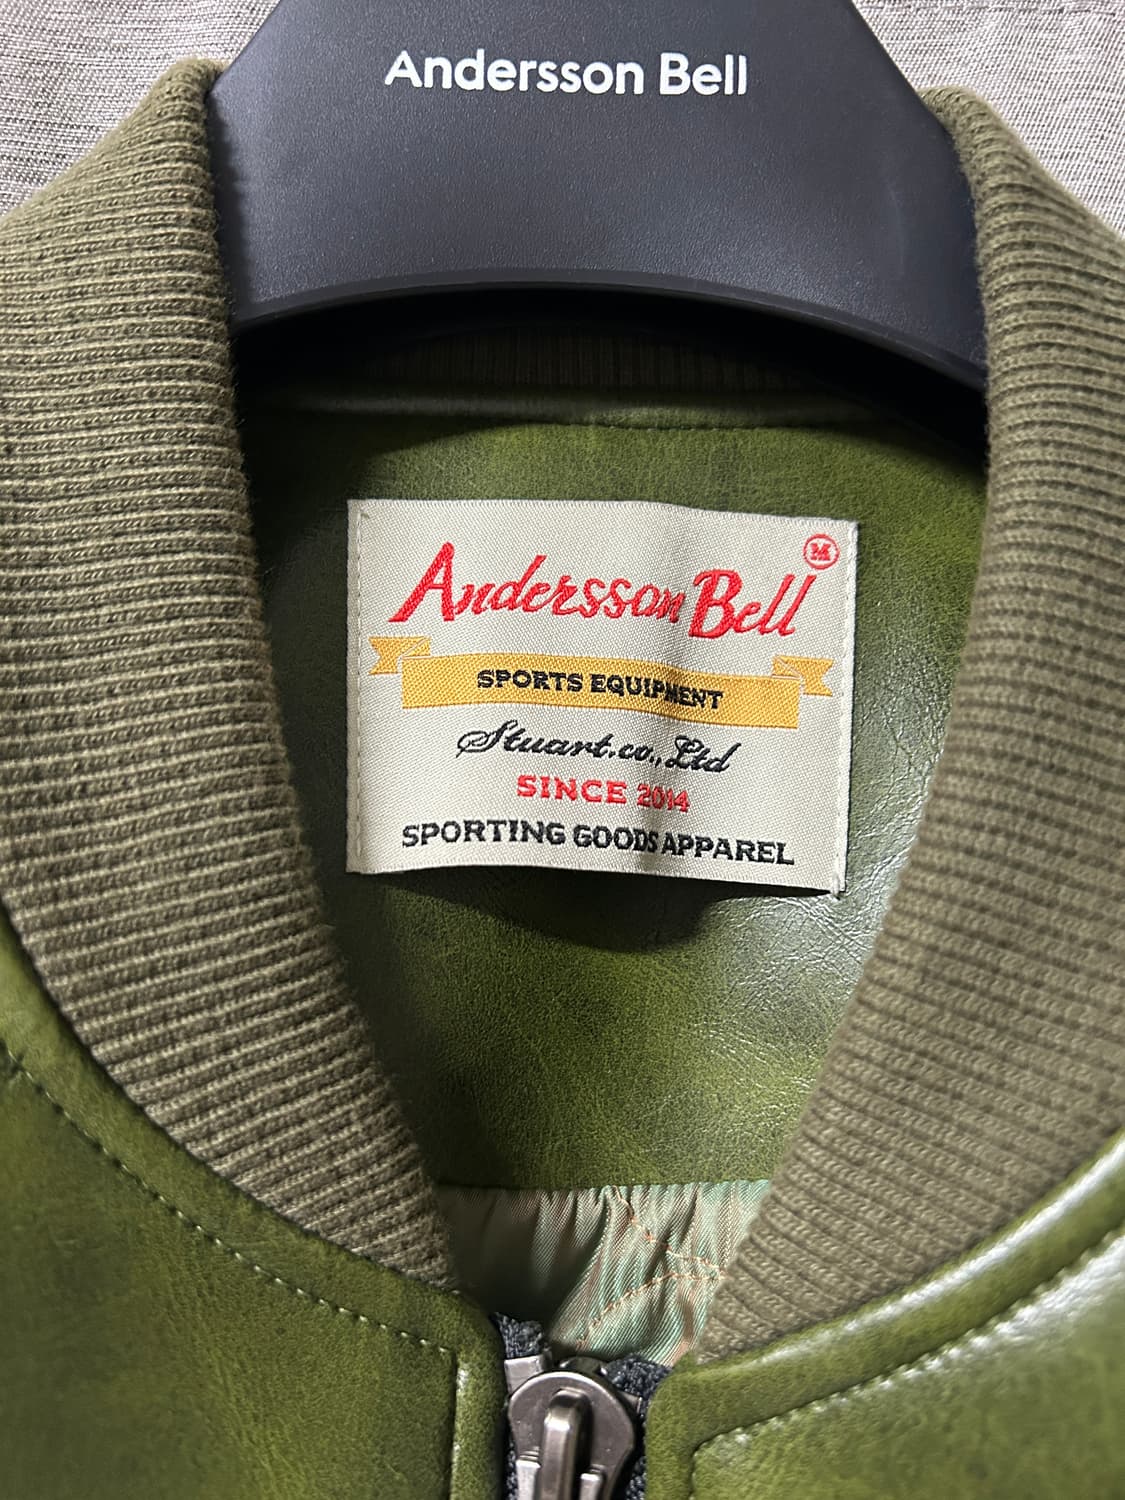 Andersson Bell
Andersson Bell M
SPORTS EQUIPMENT
Stuart.co.,Ltd
SINCE 2014
SPORTING GOODS APPAREL